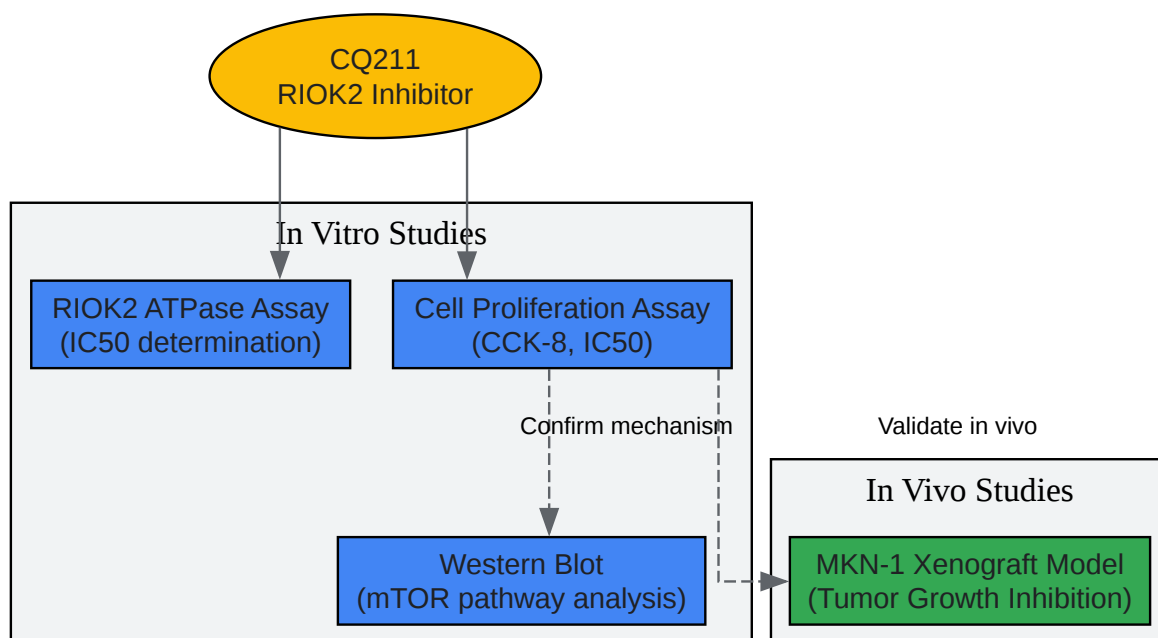 CQ211
RIOK2 Inhibitor
In Vitro Studies
RIOK2 ATPase Assay
(IC50 determination)
Cell Proliferation Assay
(CCK-8, IC50)
Confirm mechanism
Validate in vivo
In Vivo Studies
Western Blot
(mTOR pathway analysis)
MKN-1 Xenograft Model
(Tumor Growth Inhibition)